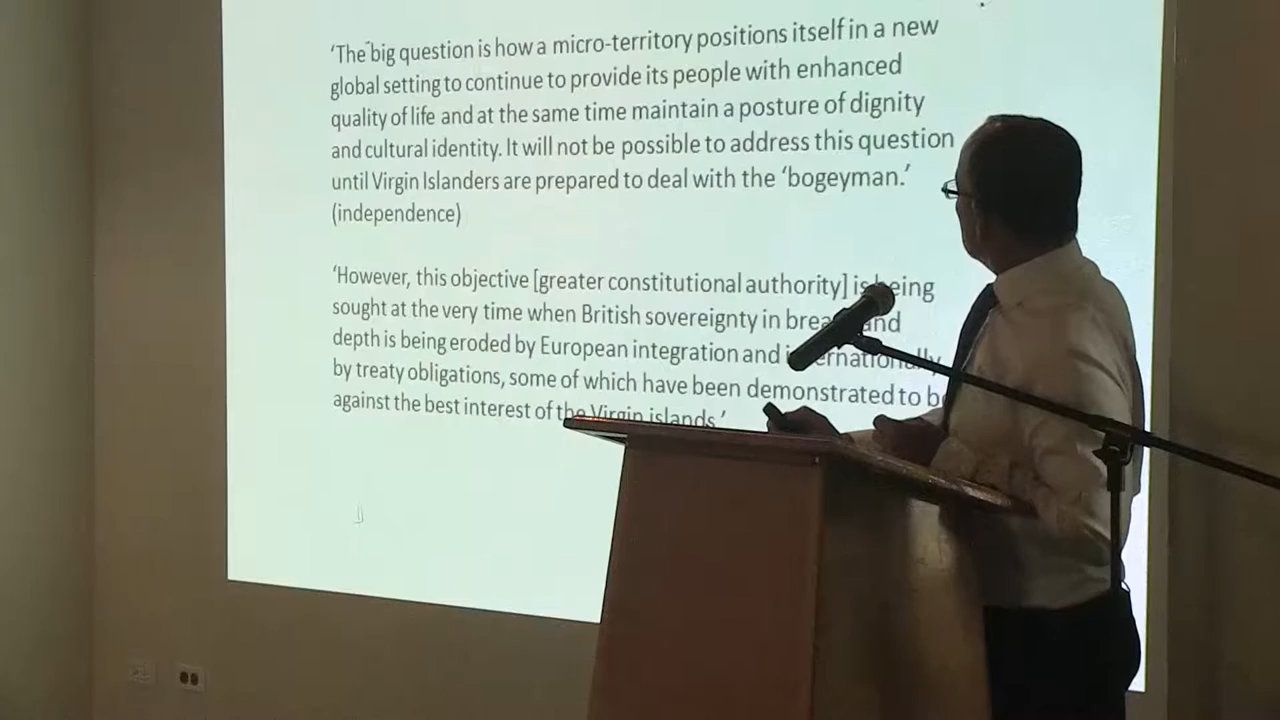 ‘The big question is how a micro-territory positions itself in a new
global setting to continue to provide its people with enhanced
quality of life and at the same time maintain a posture of dignity
and cultural identity. It will not be possible to address this question
until Virgin Islanders are prepared to deal with the ‘bogeyman.’
(independence)
‘However, this objective [greater constitutional authority] is being
sought at the very time when British sovereignty in and
depth is being eroded by European integration and internationally
by treaty obligations, some of which have been demonstrated to be
against the best interest of the Virgin islands.’